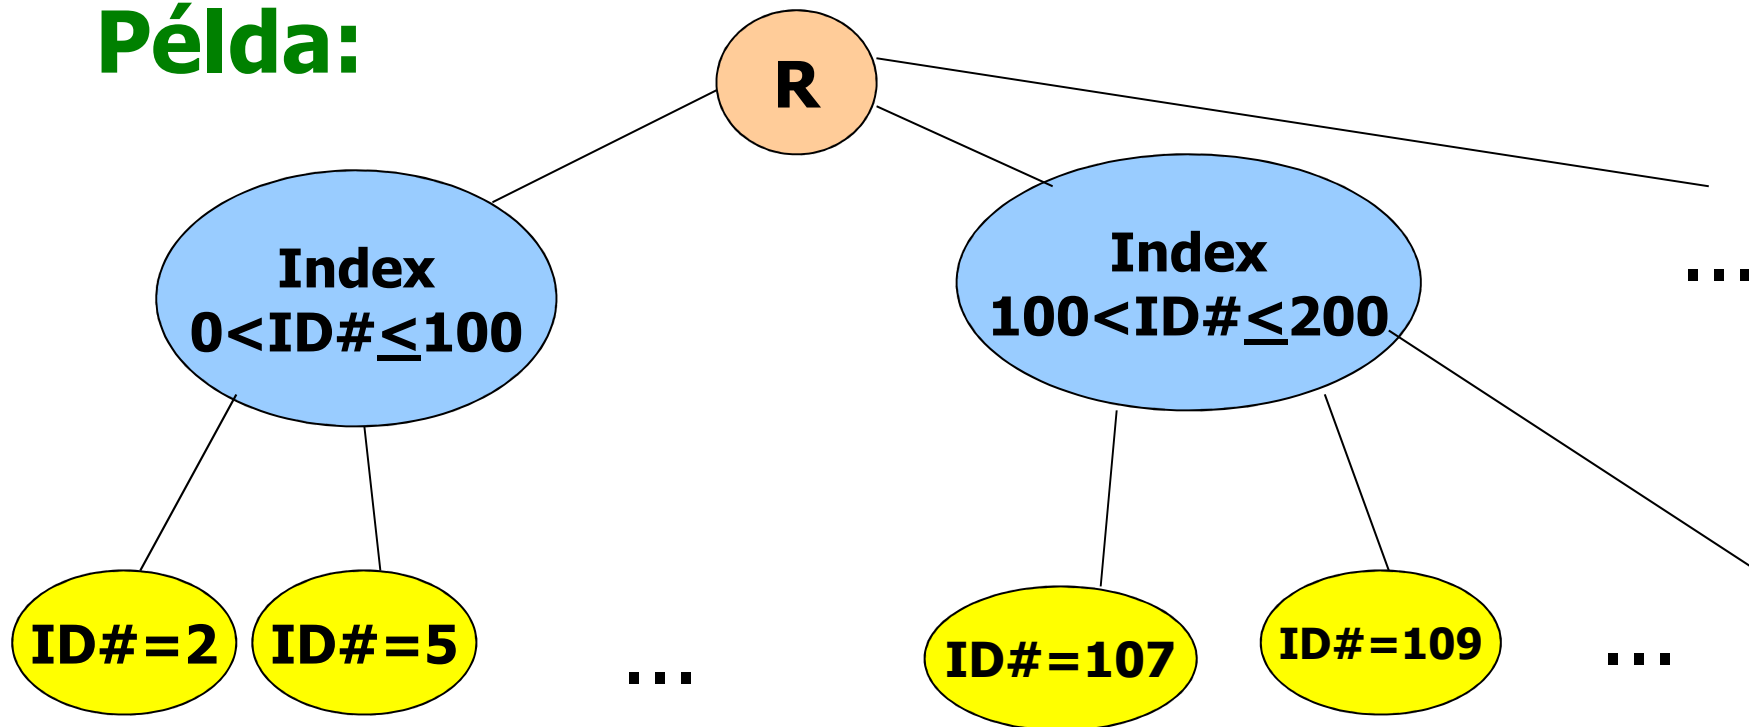 Példa:
R
Index
0<ID#≤100
Index
100<ID#≤200
...
ID#=2
ID#=5
...
ID#=107
ID#=109
...